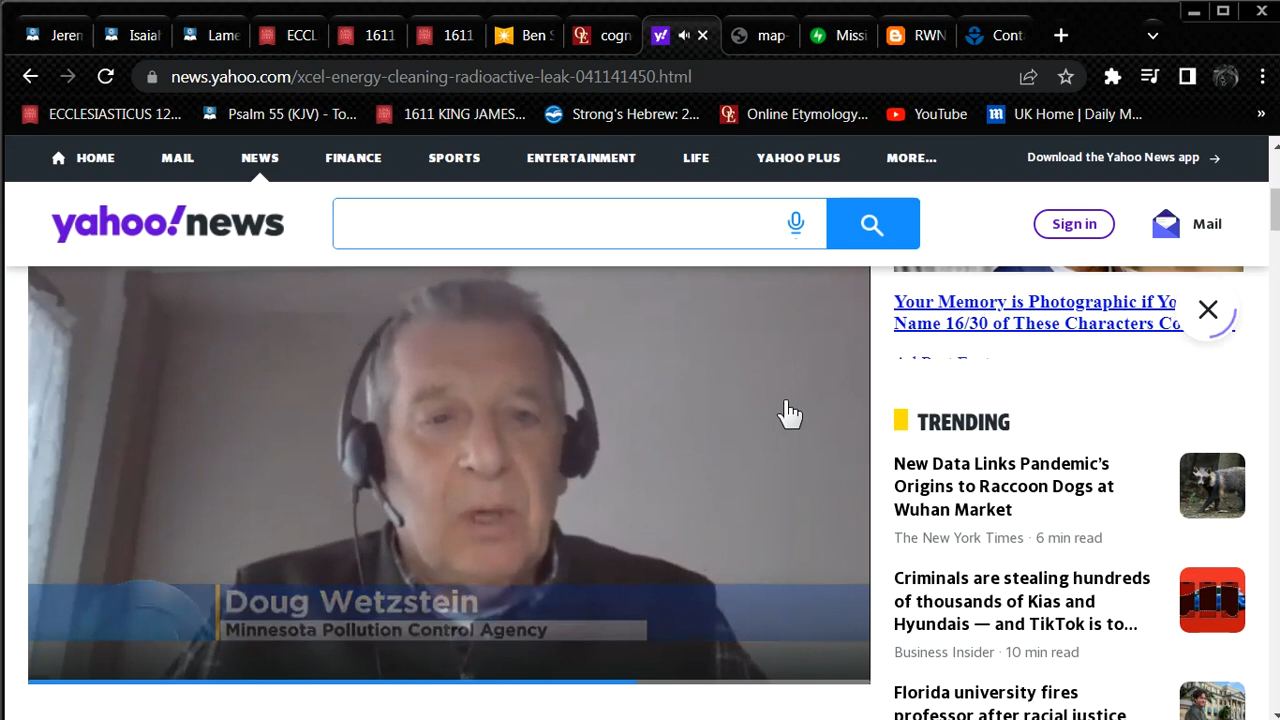 Jeren
Isaia
Lame
ECCL
1611
1611
Ben S
OE cogn
y!
map-
Missi
RWN
Conta
news.yahoo.com/xcel-energy-cleaning-radioactive-leak-041141450.html
ECCLESIASTICUS 12...
Psalm 55 (KJV) - To...
1611 KING JAMES...
Strong's Hebrew: 2...
OE Online Etymology...
YouTube
m UK Home | Daily M...
»
HOME
MAIL
NEWS
FINANCE
SPORTS
ENTERTAINMENT
LIFE
YAHOO PLUS
MORE...
Download the Yahoo News app →
yahoo!news
Sign in
Mail
Your Memory is Photographic if Yo
Name 16/30 of These Characters Co
Doug Wetzstein
Minnesota Pollution Control Agency
TRENDING
New Data Links Pandemic's
Origins to Raccoon Dogs at
Wuhan Market
The New York Times · 6 min read
Criminals are stealing hundreds
of thousands of Kias and
Hyundais — and TikTok is to...
Business Insider · 10 min read
Florida university fires
professor after racial justice